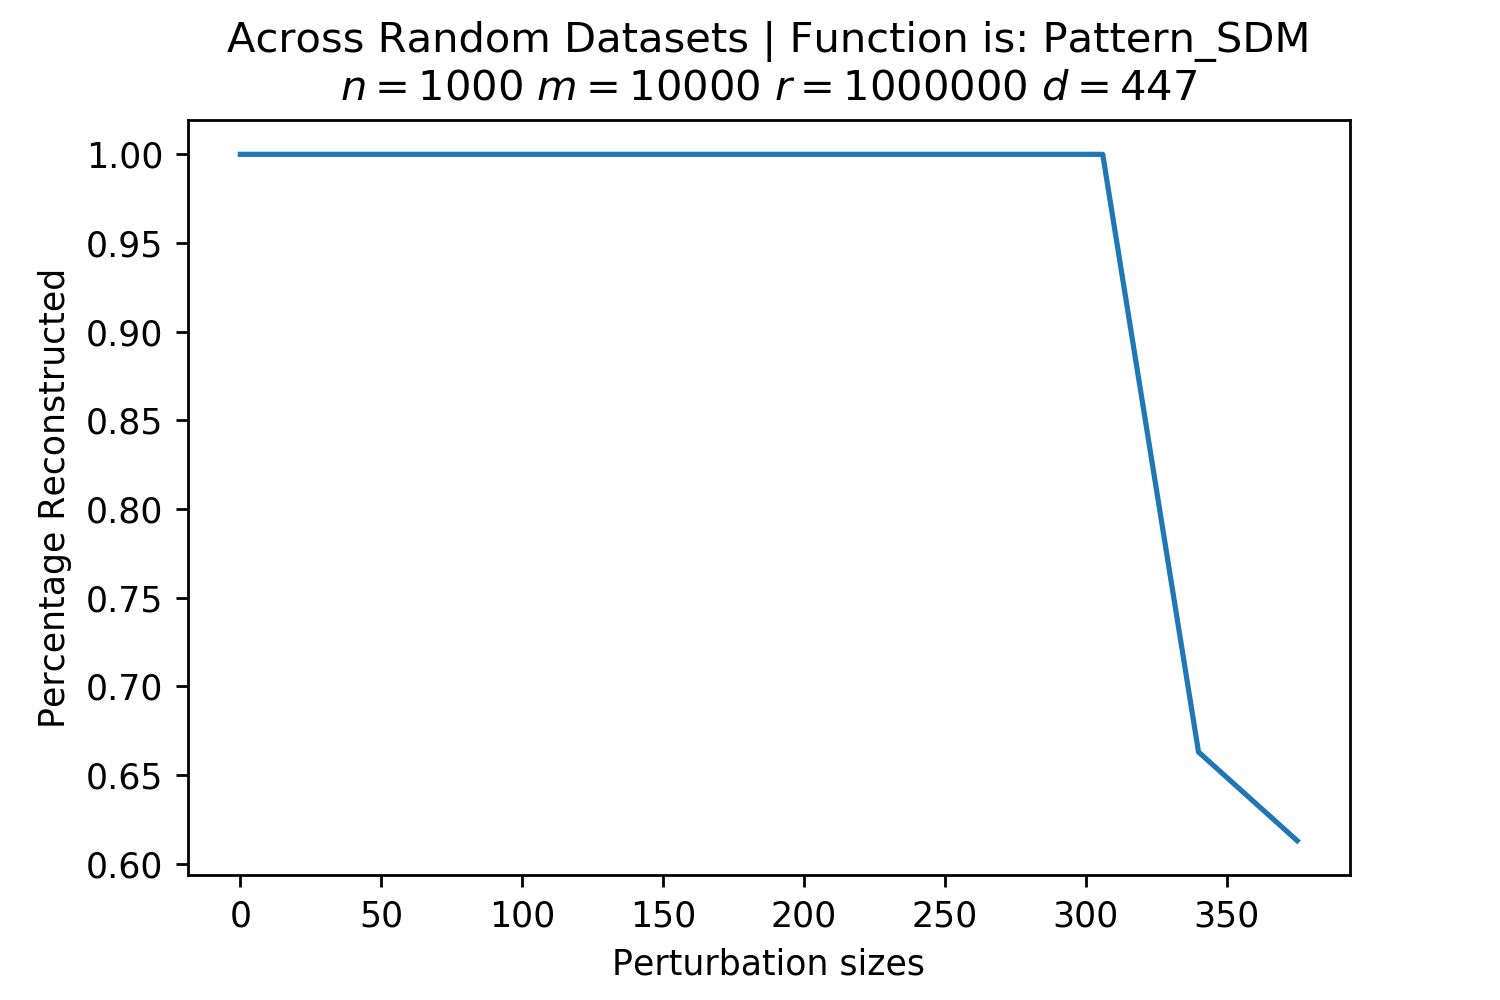 Across Random Datasets | Function is: Pattern_SDM
n = 1000 m = 10000 r = 1000000 d = 447
1.00
0.95
0.90
0.85
0.80
0.75
0.70
0.65
0.60
Percentage Reconstructed
0 50 100 150 200 250 300 350
Perturbation sizes